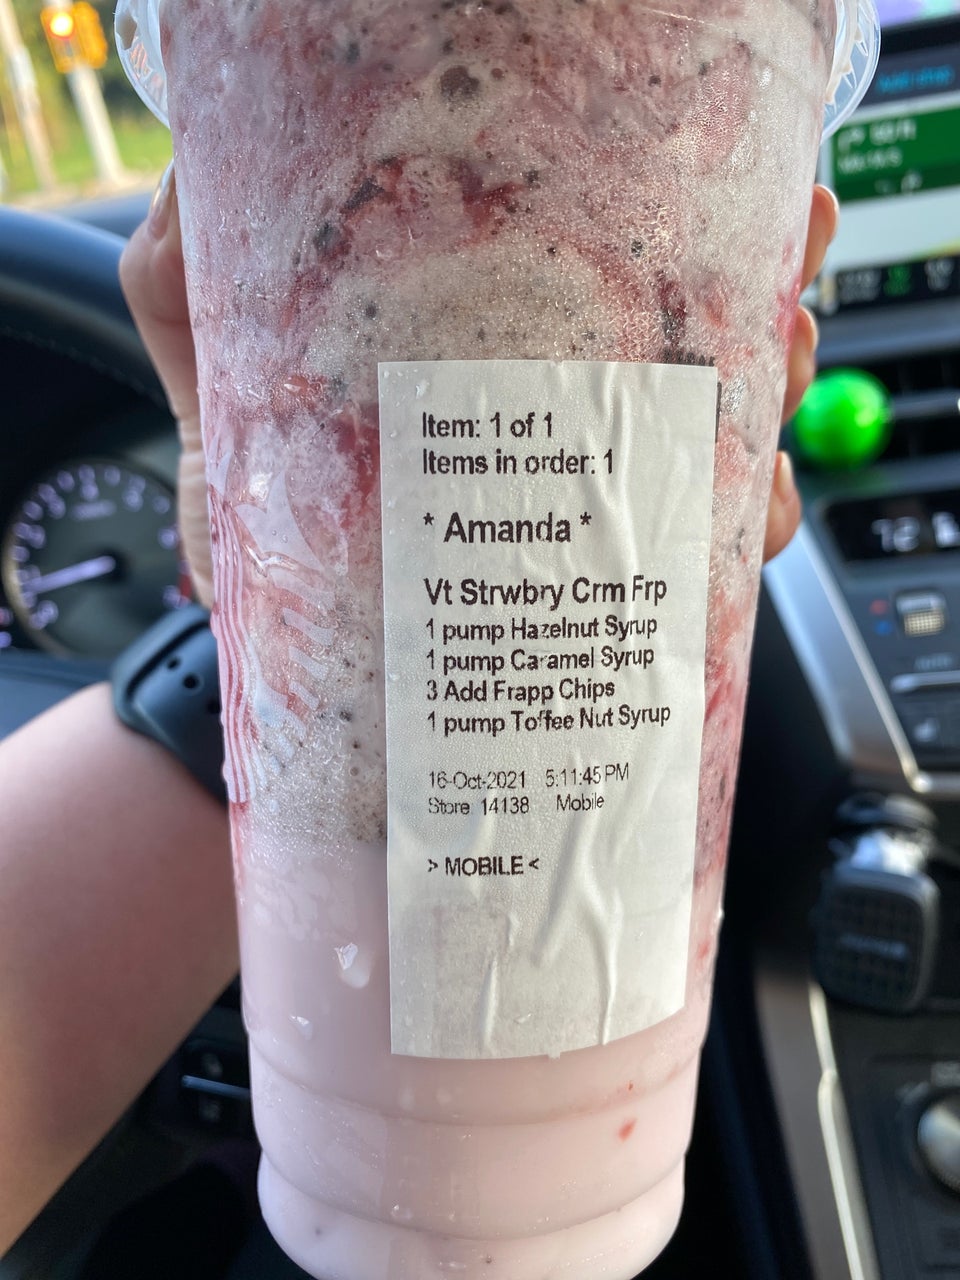 Item: 1 of 1
Items in order: 1
* Amanda *
Vt Strwbry Crm Frp
1 pump Hazelnut Syrup
1 pump Caramel Syrup
3 Add Frapp Chips
1 pump Toffee Nut Syrup
16-Oct-2021 5:11:45 PM
Store 14138 Mobile
> MOBILE <
72